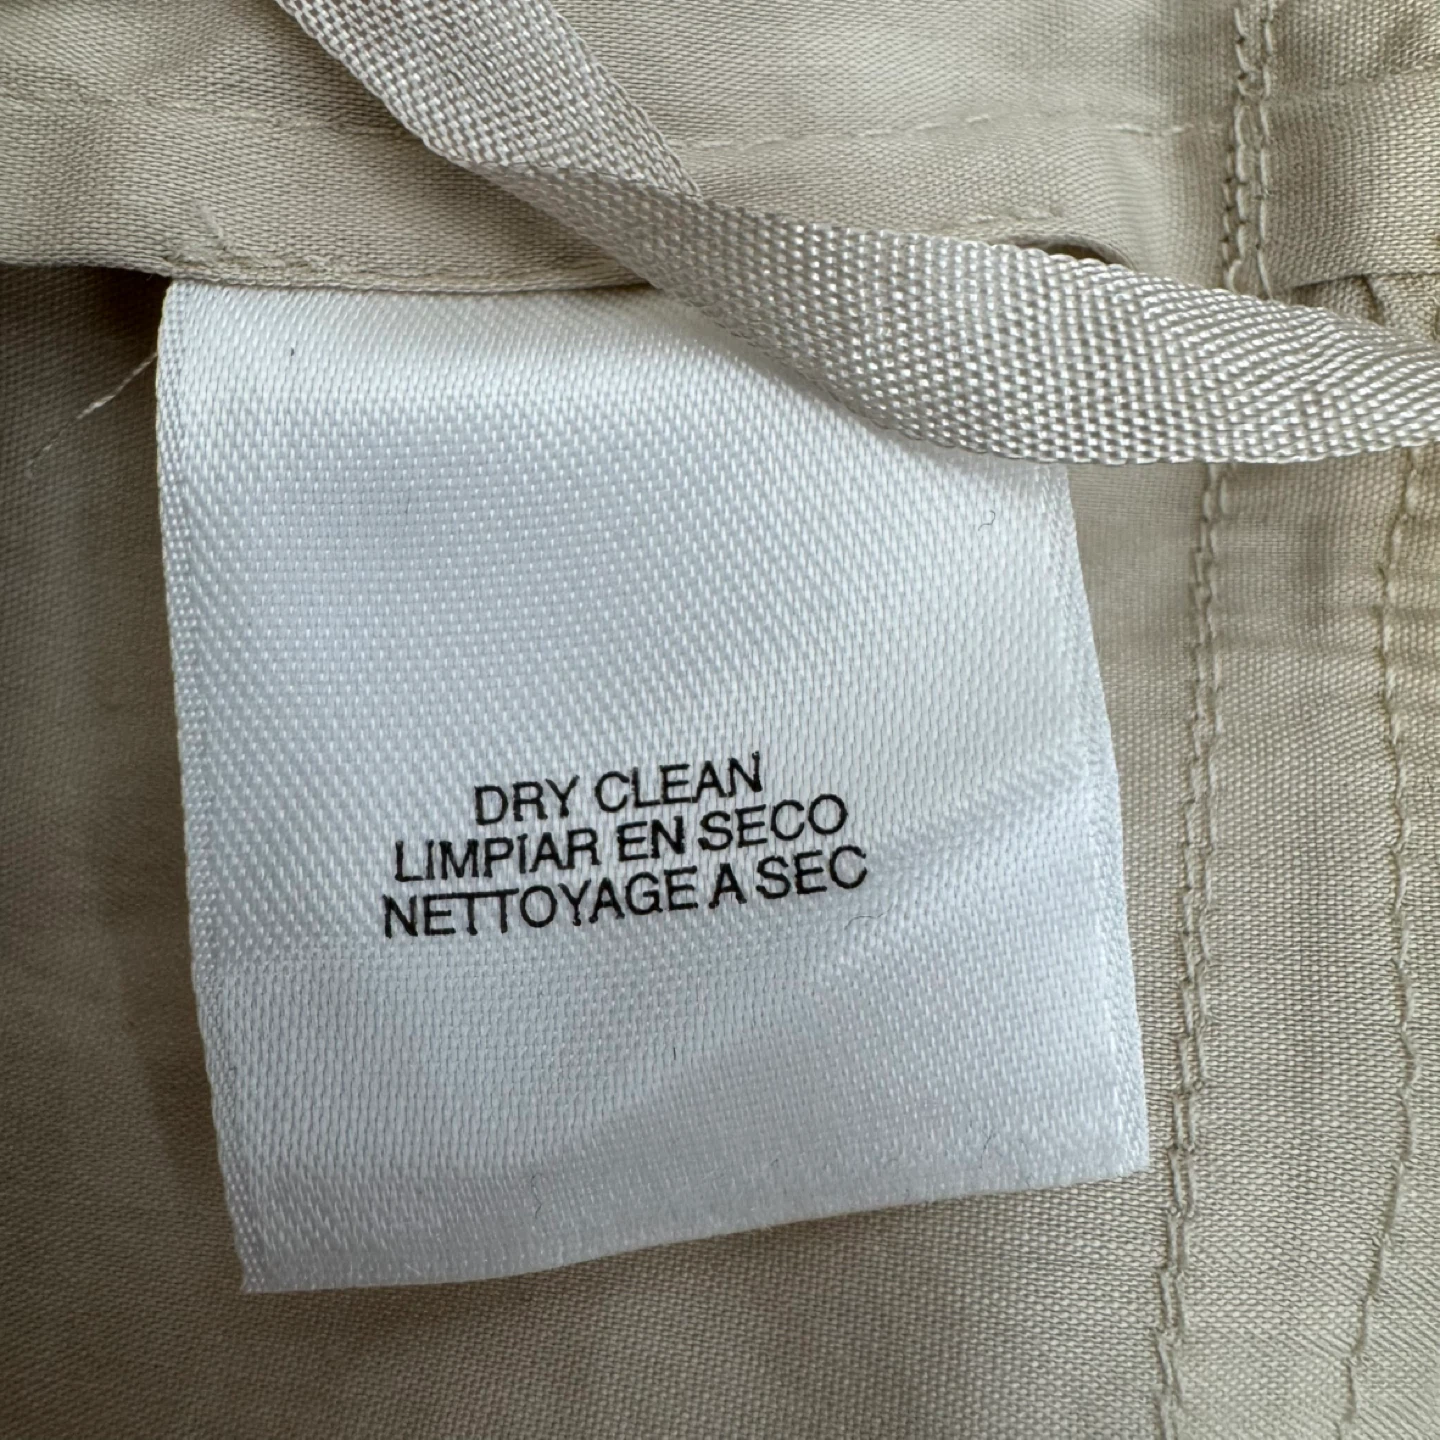 DRY CLEAN
LIMPIAR EN SECO
NETTOYAGE A SEC